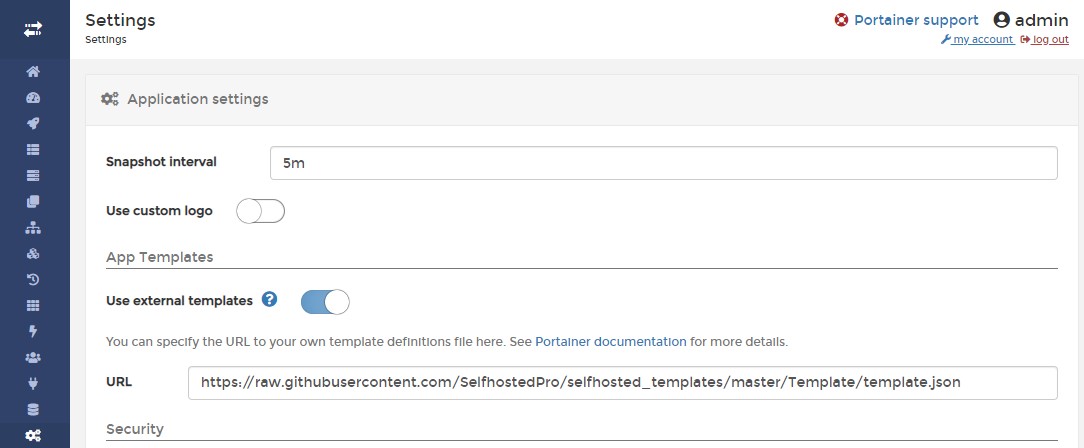 Settings
Portainer support admin
Settings
my account log out
Application settings
Snapshot interval 5m
Use custom logo
App Templates
Use external templates ?
You can specify the URL to your own template definitions file here. See Portainer documentation for more details.
URL https://raw.githubusercontent.com/SelfhostedPro/selfhosted_templates/master/Template/template.json
Security